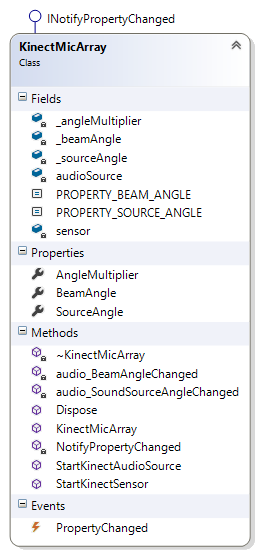 INotifyPropertyChanged
KinectMicArray
Class
Fields
_angleMultiplier
_beamAngle
_sourceAngle
audioSource
PROPERTY_BEAM_ANGLE
PROPERTY_SOURCE_ANGLE
sensor
Properties
AngleMultiplier
BeamAngle
SourceAngle
Methods
~KinectMicArray
audio_BeamAngleChanged
audio_SoundSourceAngleChanged
Dispose
KinectMicArray
NotifyPropertyChanged
StartKinectAudioSource
StartKinectSensor
Events
PropertyChanged